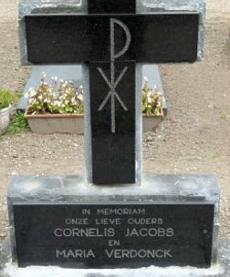 IN MEMORIAM
ONZE LIEVE OUDERS
CORNELIS JACOBS
EN
MARIA VERDONCK